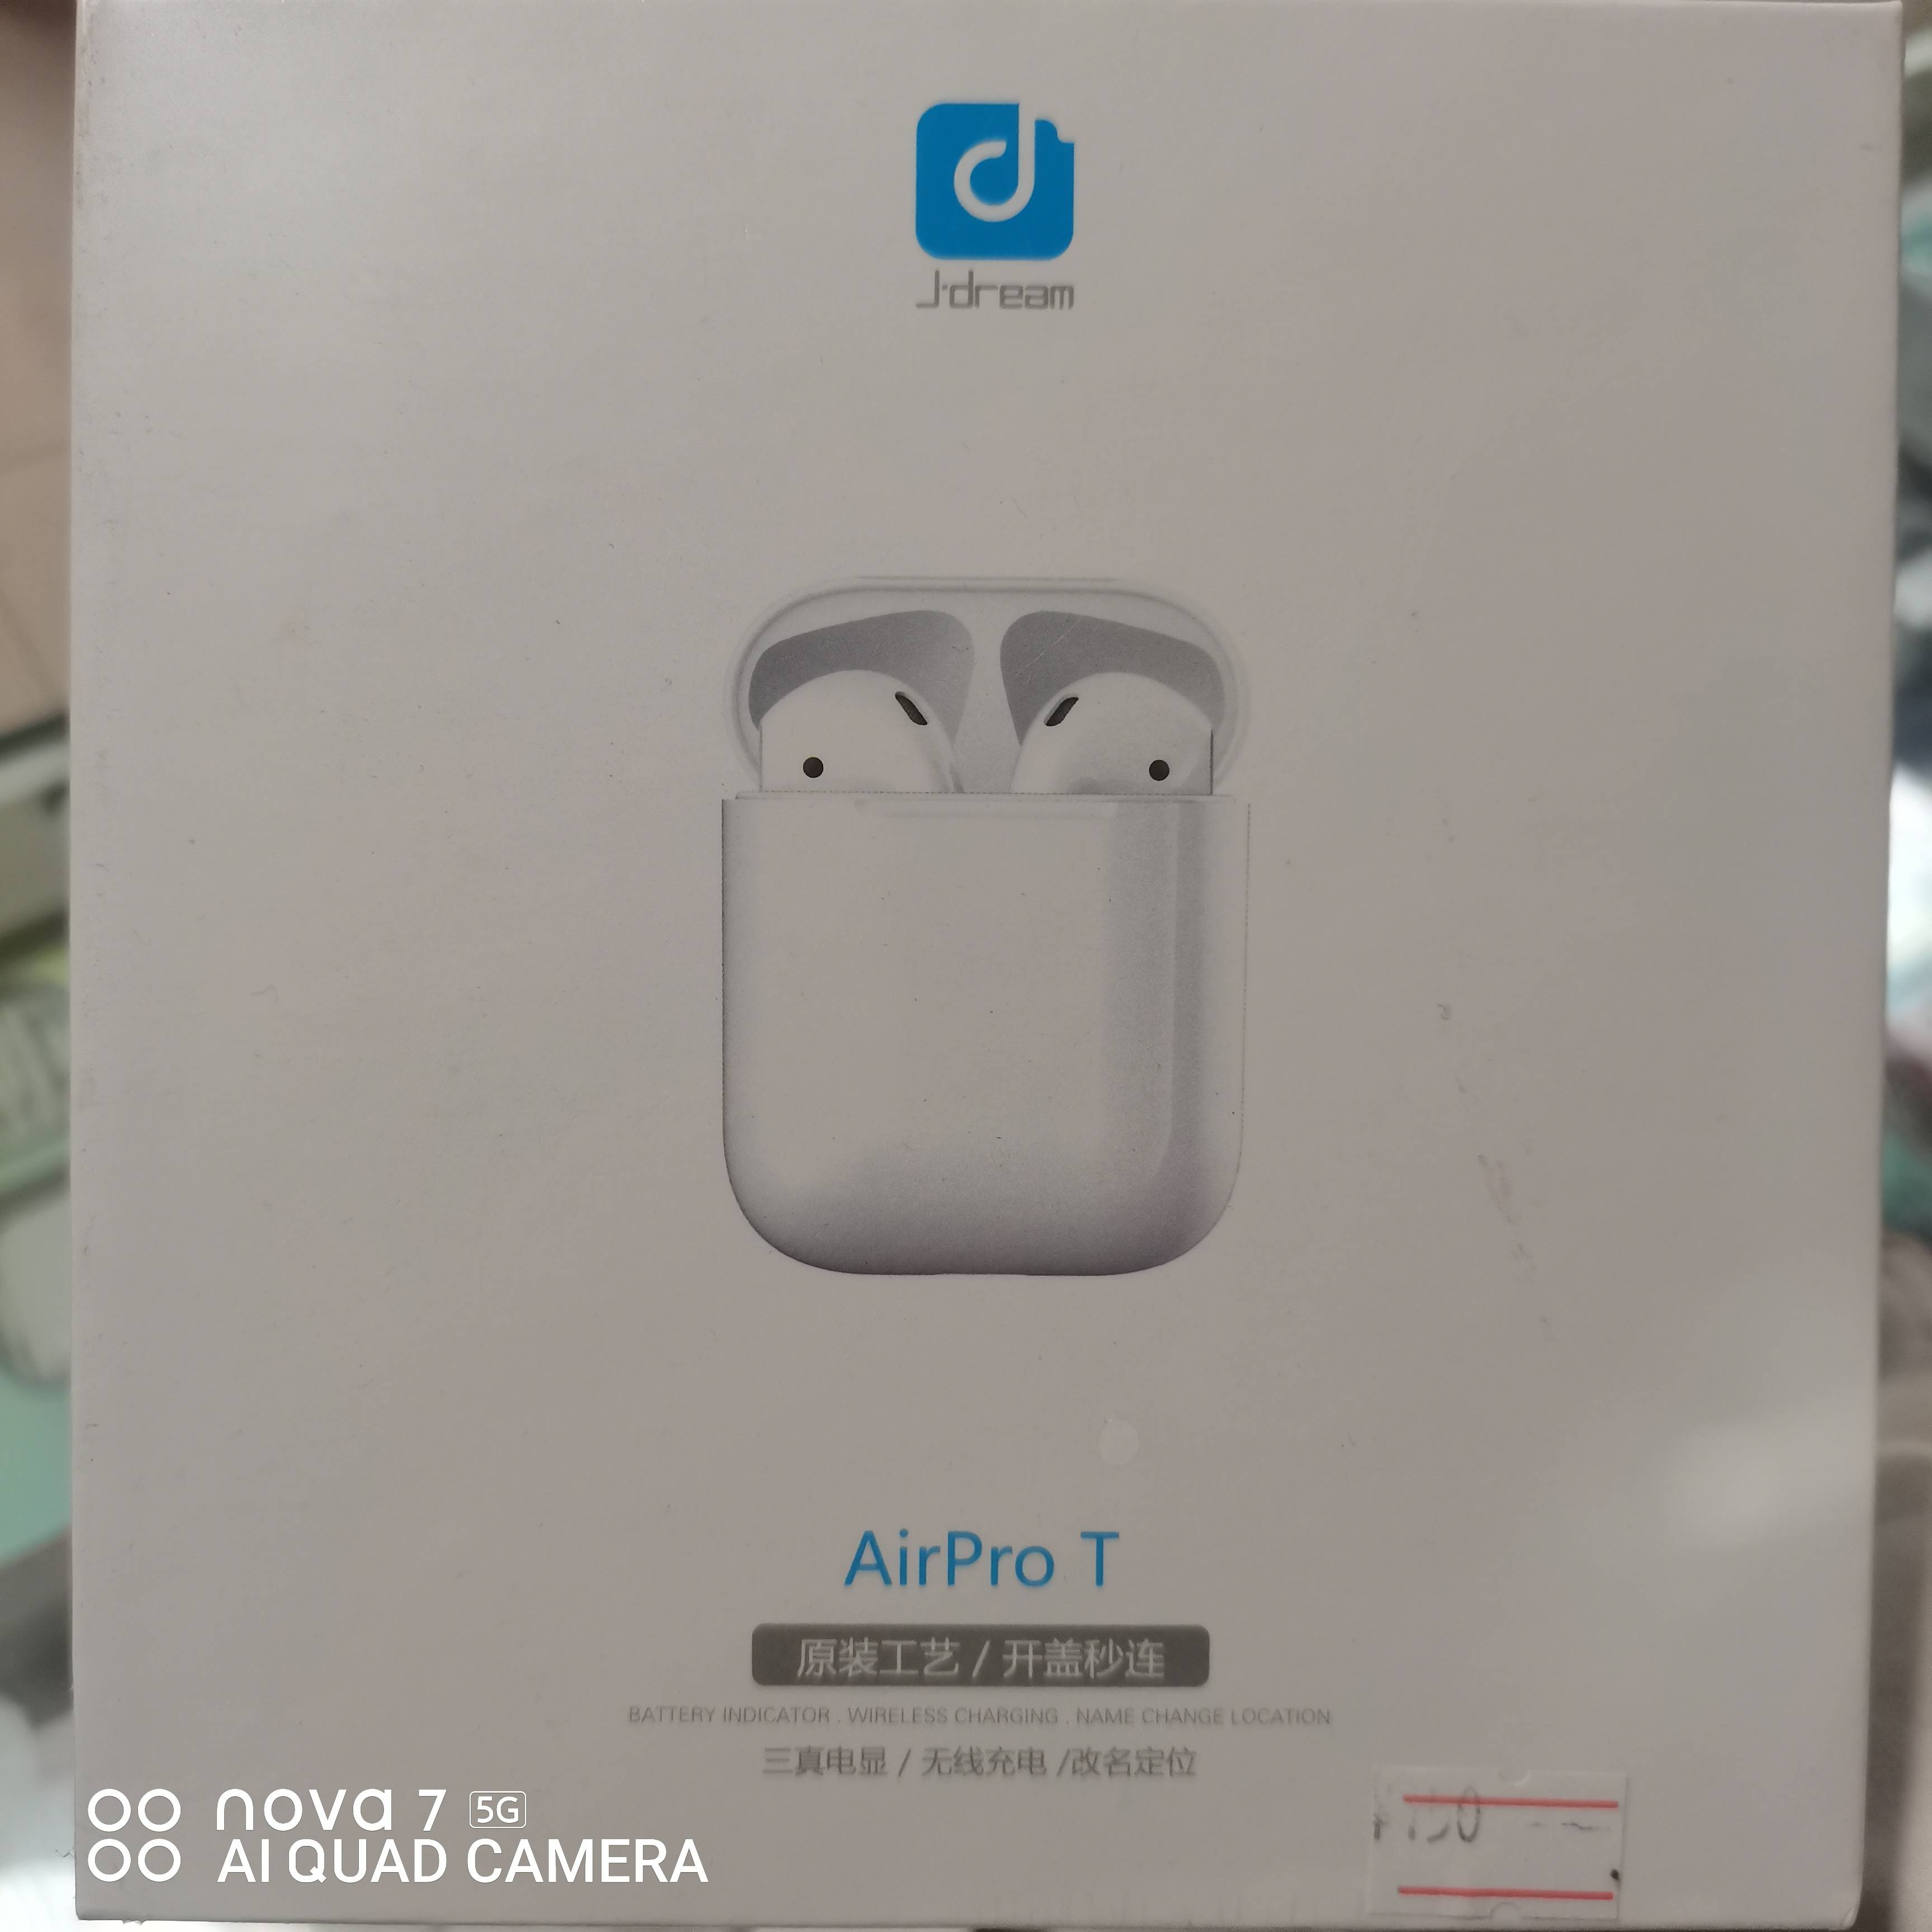 J·dream
AirPro T
原装工艺 / 开盖秒连
BATTERY INDICATOR . WIRELESS CHARGING . NAME CHANGE LOCATION
三真电显 / 无线充电 /改名定位
nova 7 5G
AI QUAD CAMERA